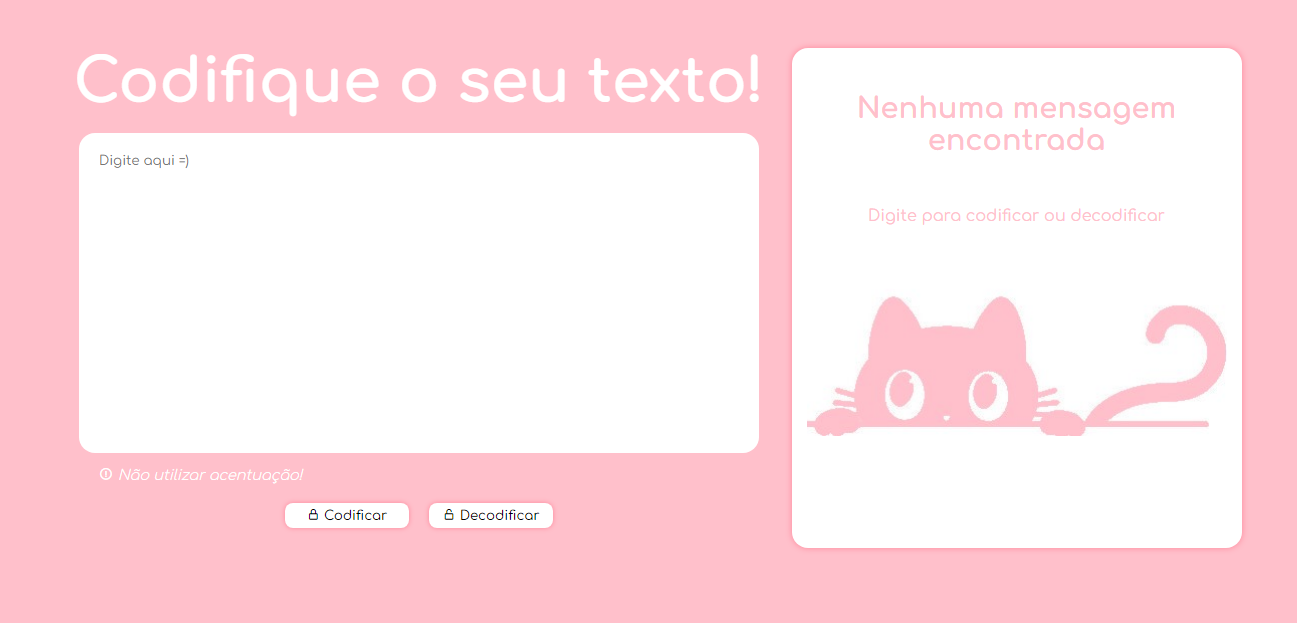 Codifique o seu texto!
Digite aqui =)
Não utilizar acentuação!
Codificar
Decodificar
Nenhuma mensagem
encontrada
Digite para codificar ou decodificar